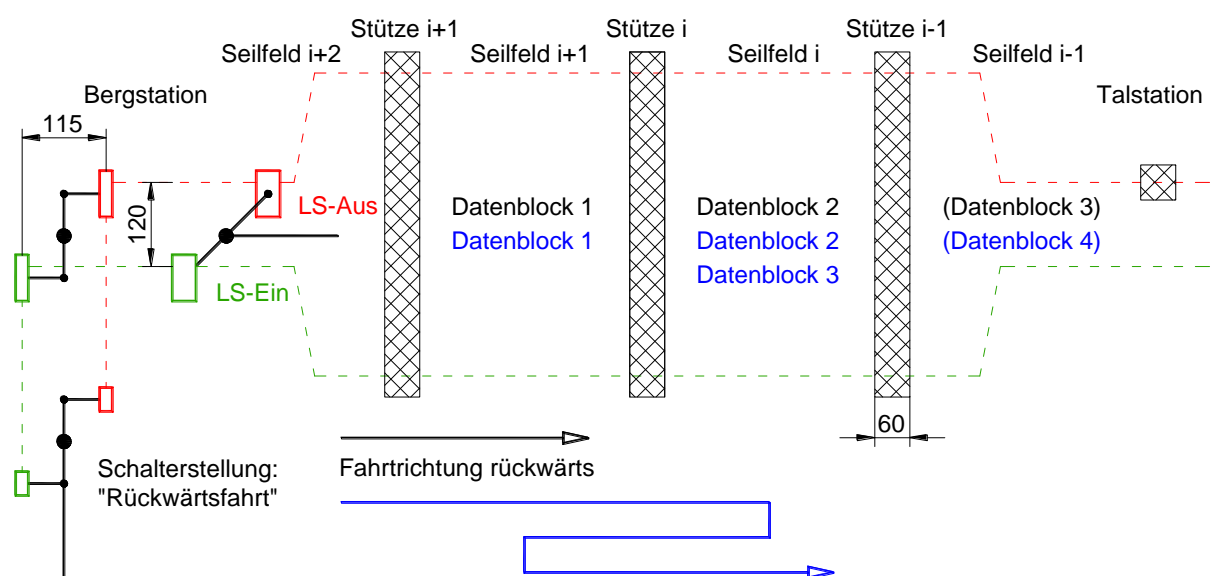 Stütze i+1
Stütze i
Stütze i-1
Seilfeld i+2
Seilfeld i+1
Seilfeld i
Seilfeld i-1
Bergstation
Talstation
115
120
LS-Aus
LS-Ein
Datenblock 1
Datenblock 1
Datenblock 2
Datenblock 2
Datenblock 3
(Datenblock 3)
(Datenblock 4)
60
Schalterstellung:
"Rückwärtsfahrt"
Fahrtrichtung rückwärts